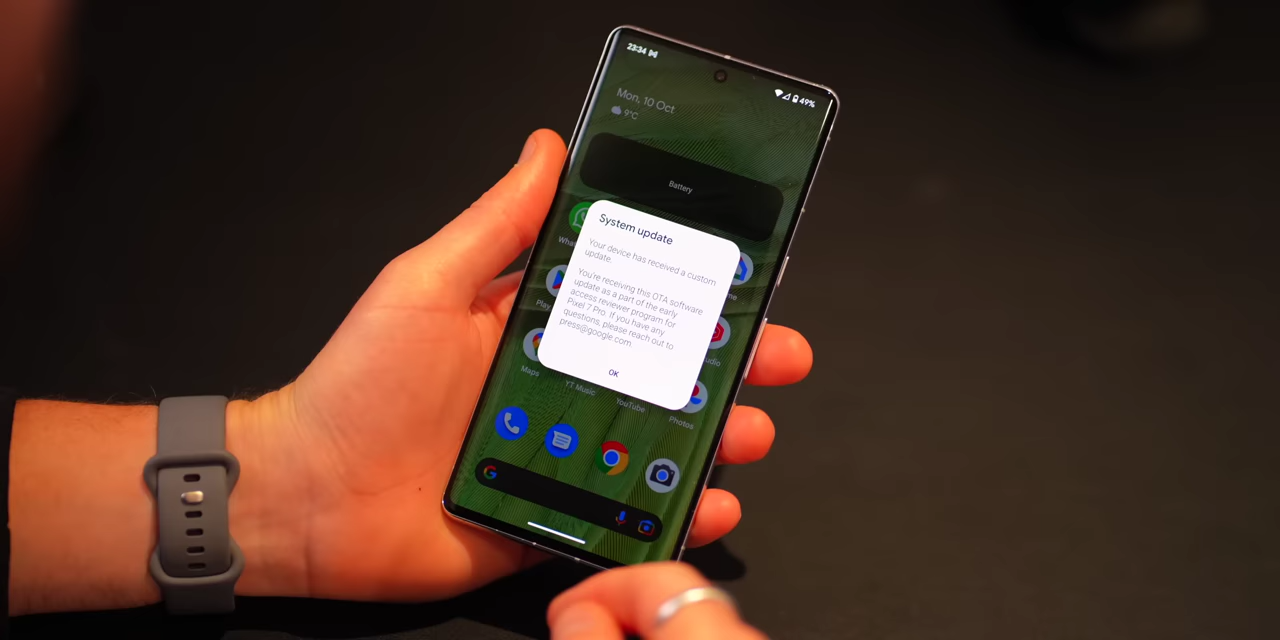 23:34
49%
Mon, 10 Oct
9°C
Battery
System update
Your device has received a custom
update.
You're receiving this OTA software
update as a part of the early
access reviewer program for
Pixel 7 Pro. If you have any
questions, please reach out to
press@google.com.
OK
Maps
YT Music
YouTube
Photos
G